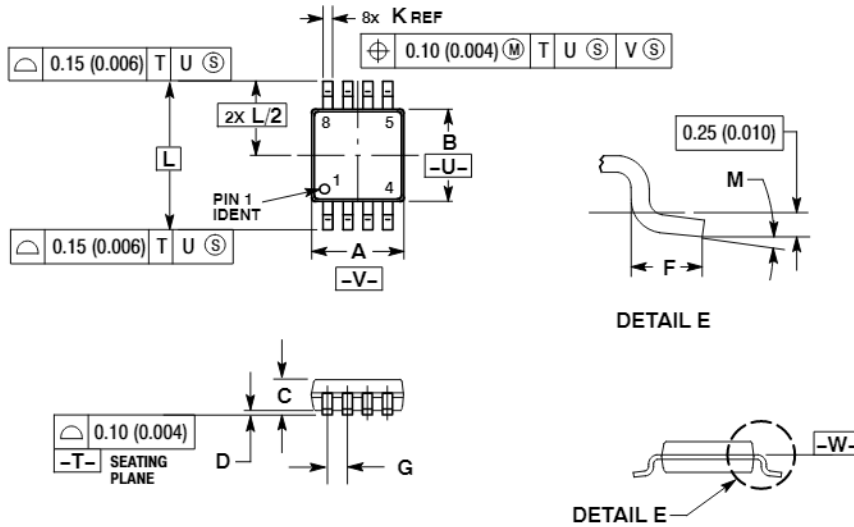 8x K REF
⌓ 0.15 (0.006) T U Ⓢ
⌖ 0.10 (0.004) Ⓜ T U Ⓢ V Ⓢ
2X L/2
8 5
B
0.25 (0.010)
L
–U–
M
1 4
PIN 1
IDENT
⌓ 0.15 (0.006) T U Ⓢ
A
–V–
F
DETAIL E
C
⌓ 0.10 (0.004)
–T– SEATING
PLANE
D
G
–W–
DETAIL E